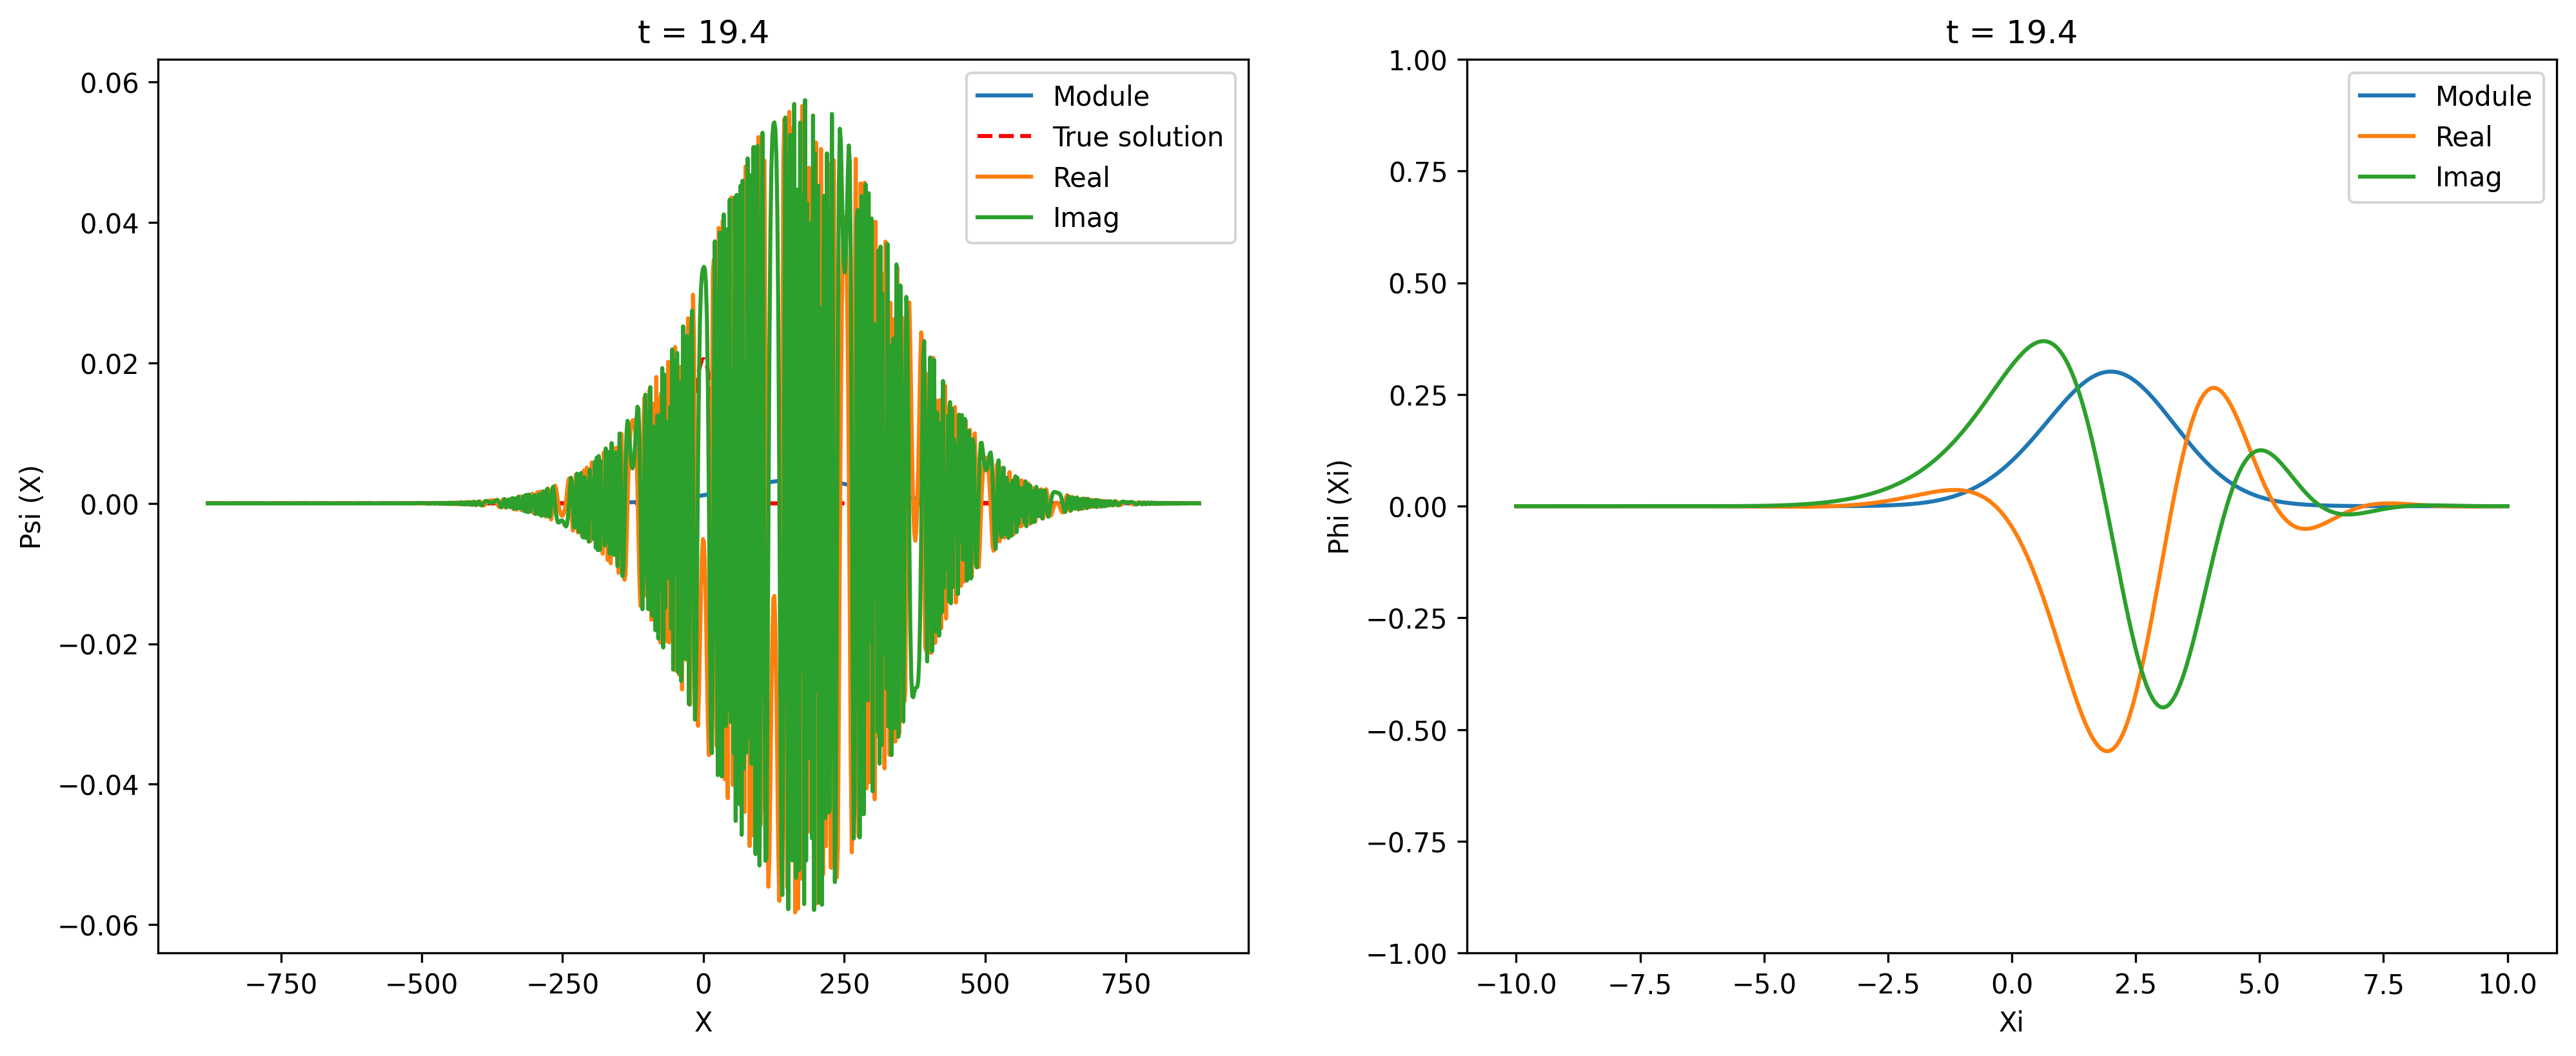 t = 19.4
0.06
0.04
0.02
0.00
−0.02
−0.04
−0.06
Psi (X)
−750
−500
−250
0
250
500
750
X
Module
True solution
Real
Imag
t = 19.4
1.00
0.75
0.50
0.25
0.00
−0.25
−0.50
−0.75
−1.00
Phi (Xi)
−10.0
−7.5
−5.0
−2.5
0.0
2.5
5.0
7.5
10.0
Xi
Module
Real
Imag